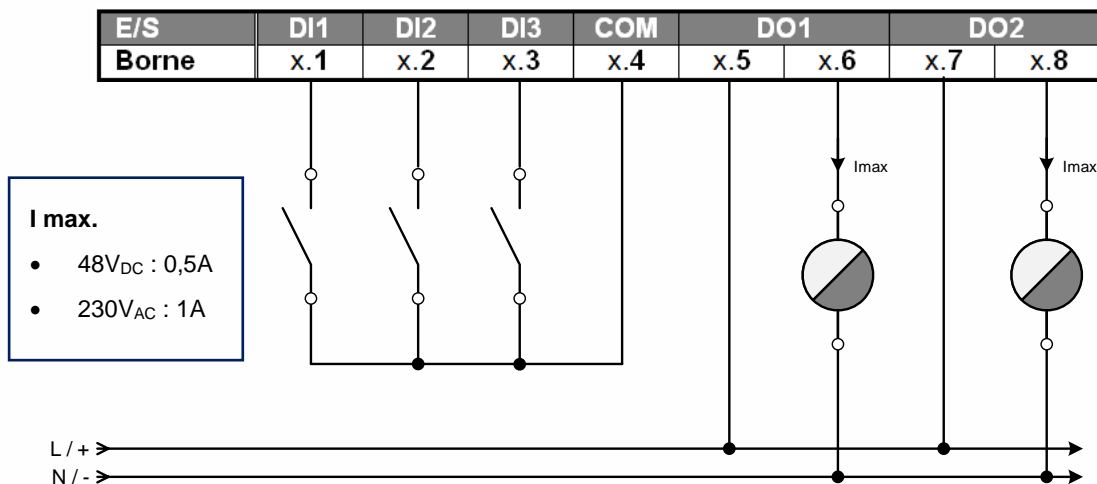 E/S DI1 DI2 DI3 COM DO1 DO2
Borne x.1 x.2 x.3 x.4 x.5 x.6 x.7 x.8
Imax Imax
I max.
• 48VDC : 0,5A
• 230VAC : 1A
L / +
N / -